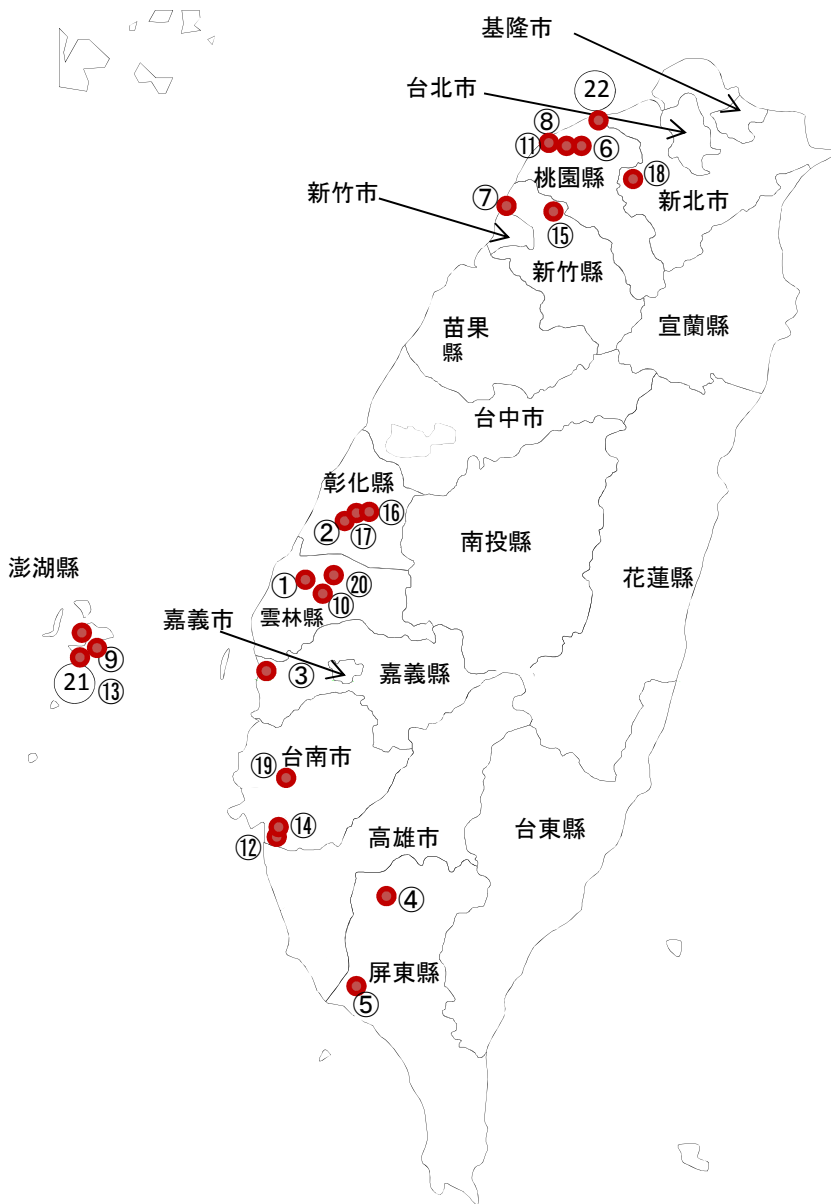 基隆市
台北市
22
⑧
⑪
⑥
桃園縣
⑱
新竹市
⑦
新北市
⑮
新竹縣
苗果
縣
宣蘭縣
台中市
彰化縣
②
⑰
⑯
南投縣
花蓮縣
澎湖縣
①
⑳
⑩
雲林縣
嘉義市
⑨
21
⑬
③
嘉義縣
台南市
⑲
⑭
⑫
高雄市
台東縣
④
屏東縣
⑤